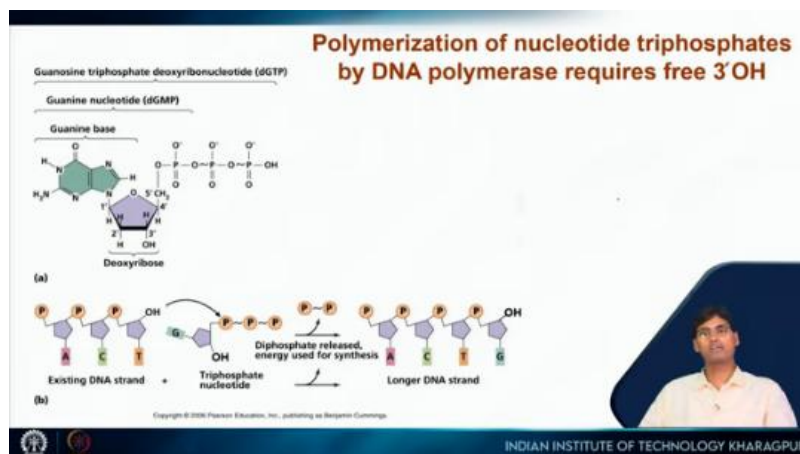 Polymerization of nucleotide triphosphates
by DNA polymerase requires free 3´OH
Guanosine triphosphate deoxyribonucleotide (dGTP)
Guanine nucleotide (dGMP)
Guanine base
O O⁻ O⁻ O⁻
H N N H O—P—O~P—O~P—OH
H₂N N N O 5' CH₂ O O O
1' 4'
H H H H
2' 3'
H OH
Deoxyribose
(a)
P P P OH P~P~P P~P P P P P OH
G
OH
Diphosphate released,
energy used for synthesis
A C T A C T G
Existing DNA strand + Triphosphate
nucleotide
Longer DNA strand
(b)
Copyright © 2006 Pearson Education, Inc., publishing as Benjamin Cummings
INDIAN INSTITUTE OF TECHNOLOGY KHARAGPU